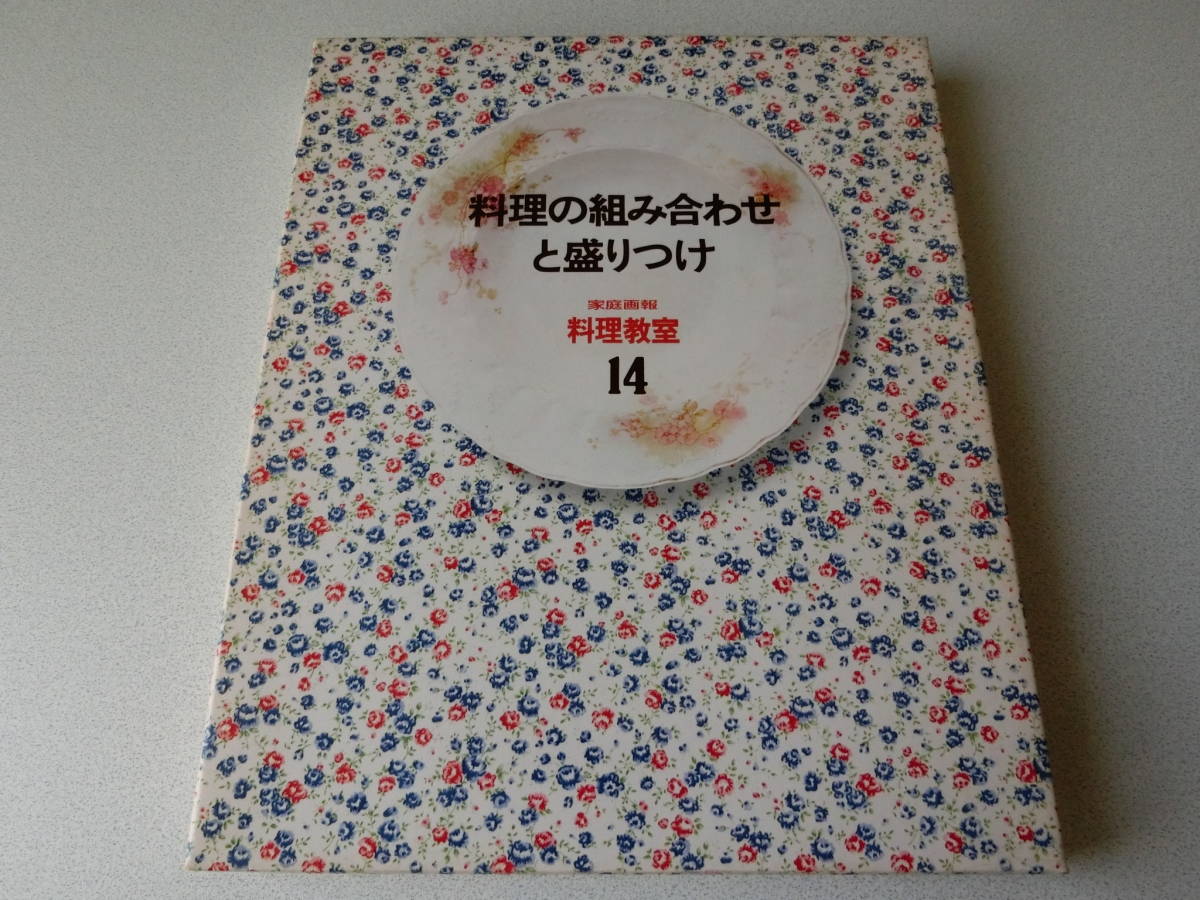 料理の組み合わせ
と盛りつけ
家庭画報
料理教室
14